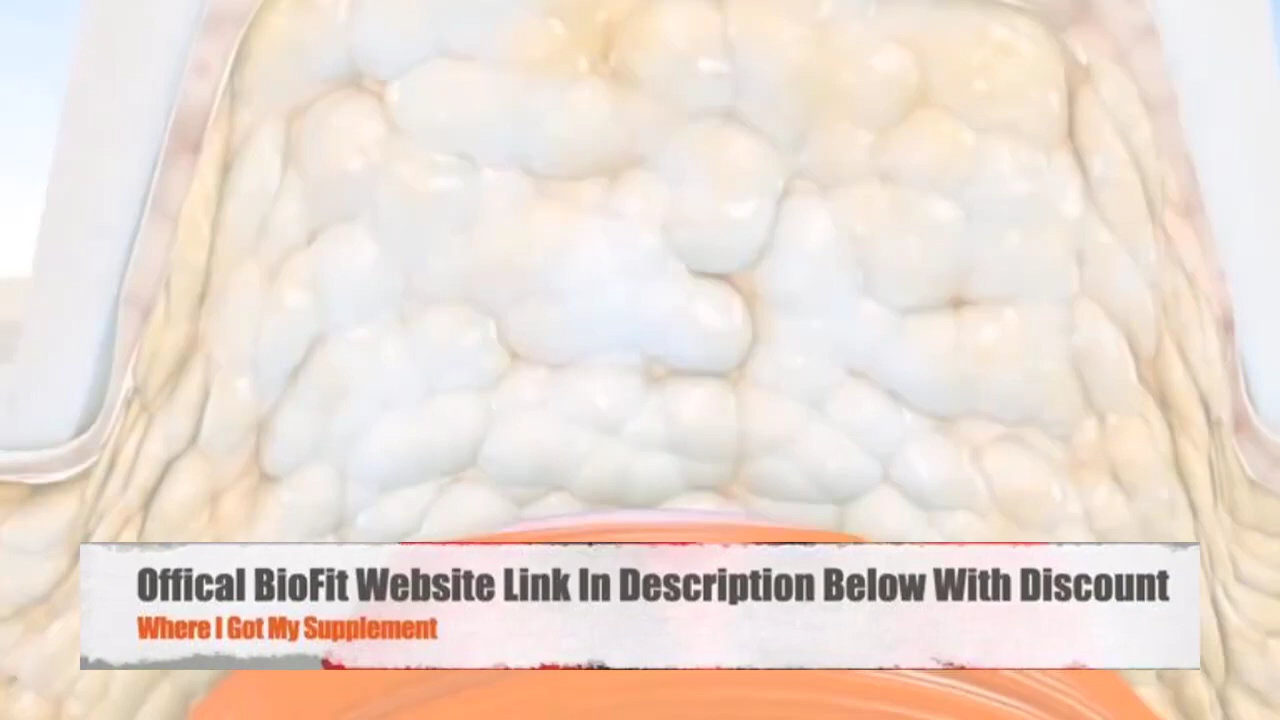 Offical BioFit Website Link In Description Below With Discount
Where I Got My Supplement